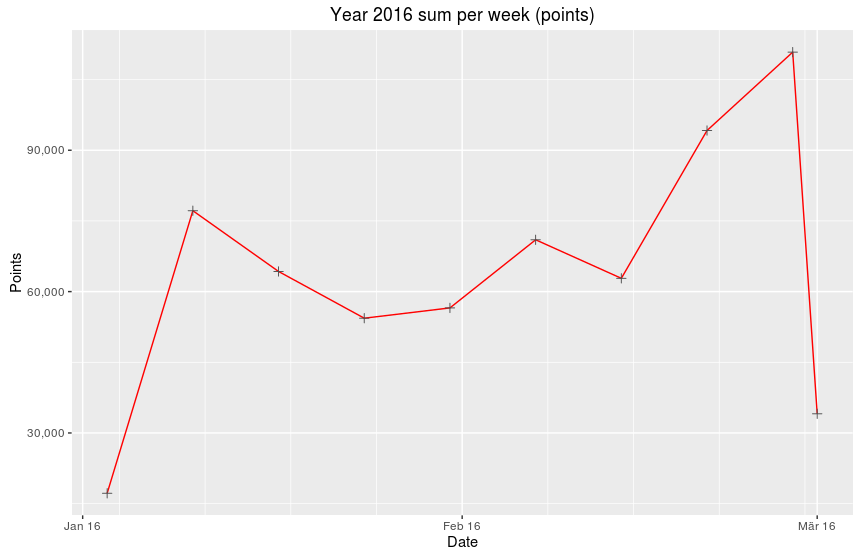 Year 2016 sum per week (points)
Points
90,000
60,000
30,000
Jan 16
Feb 16
Mär 16
Date